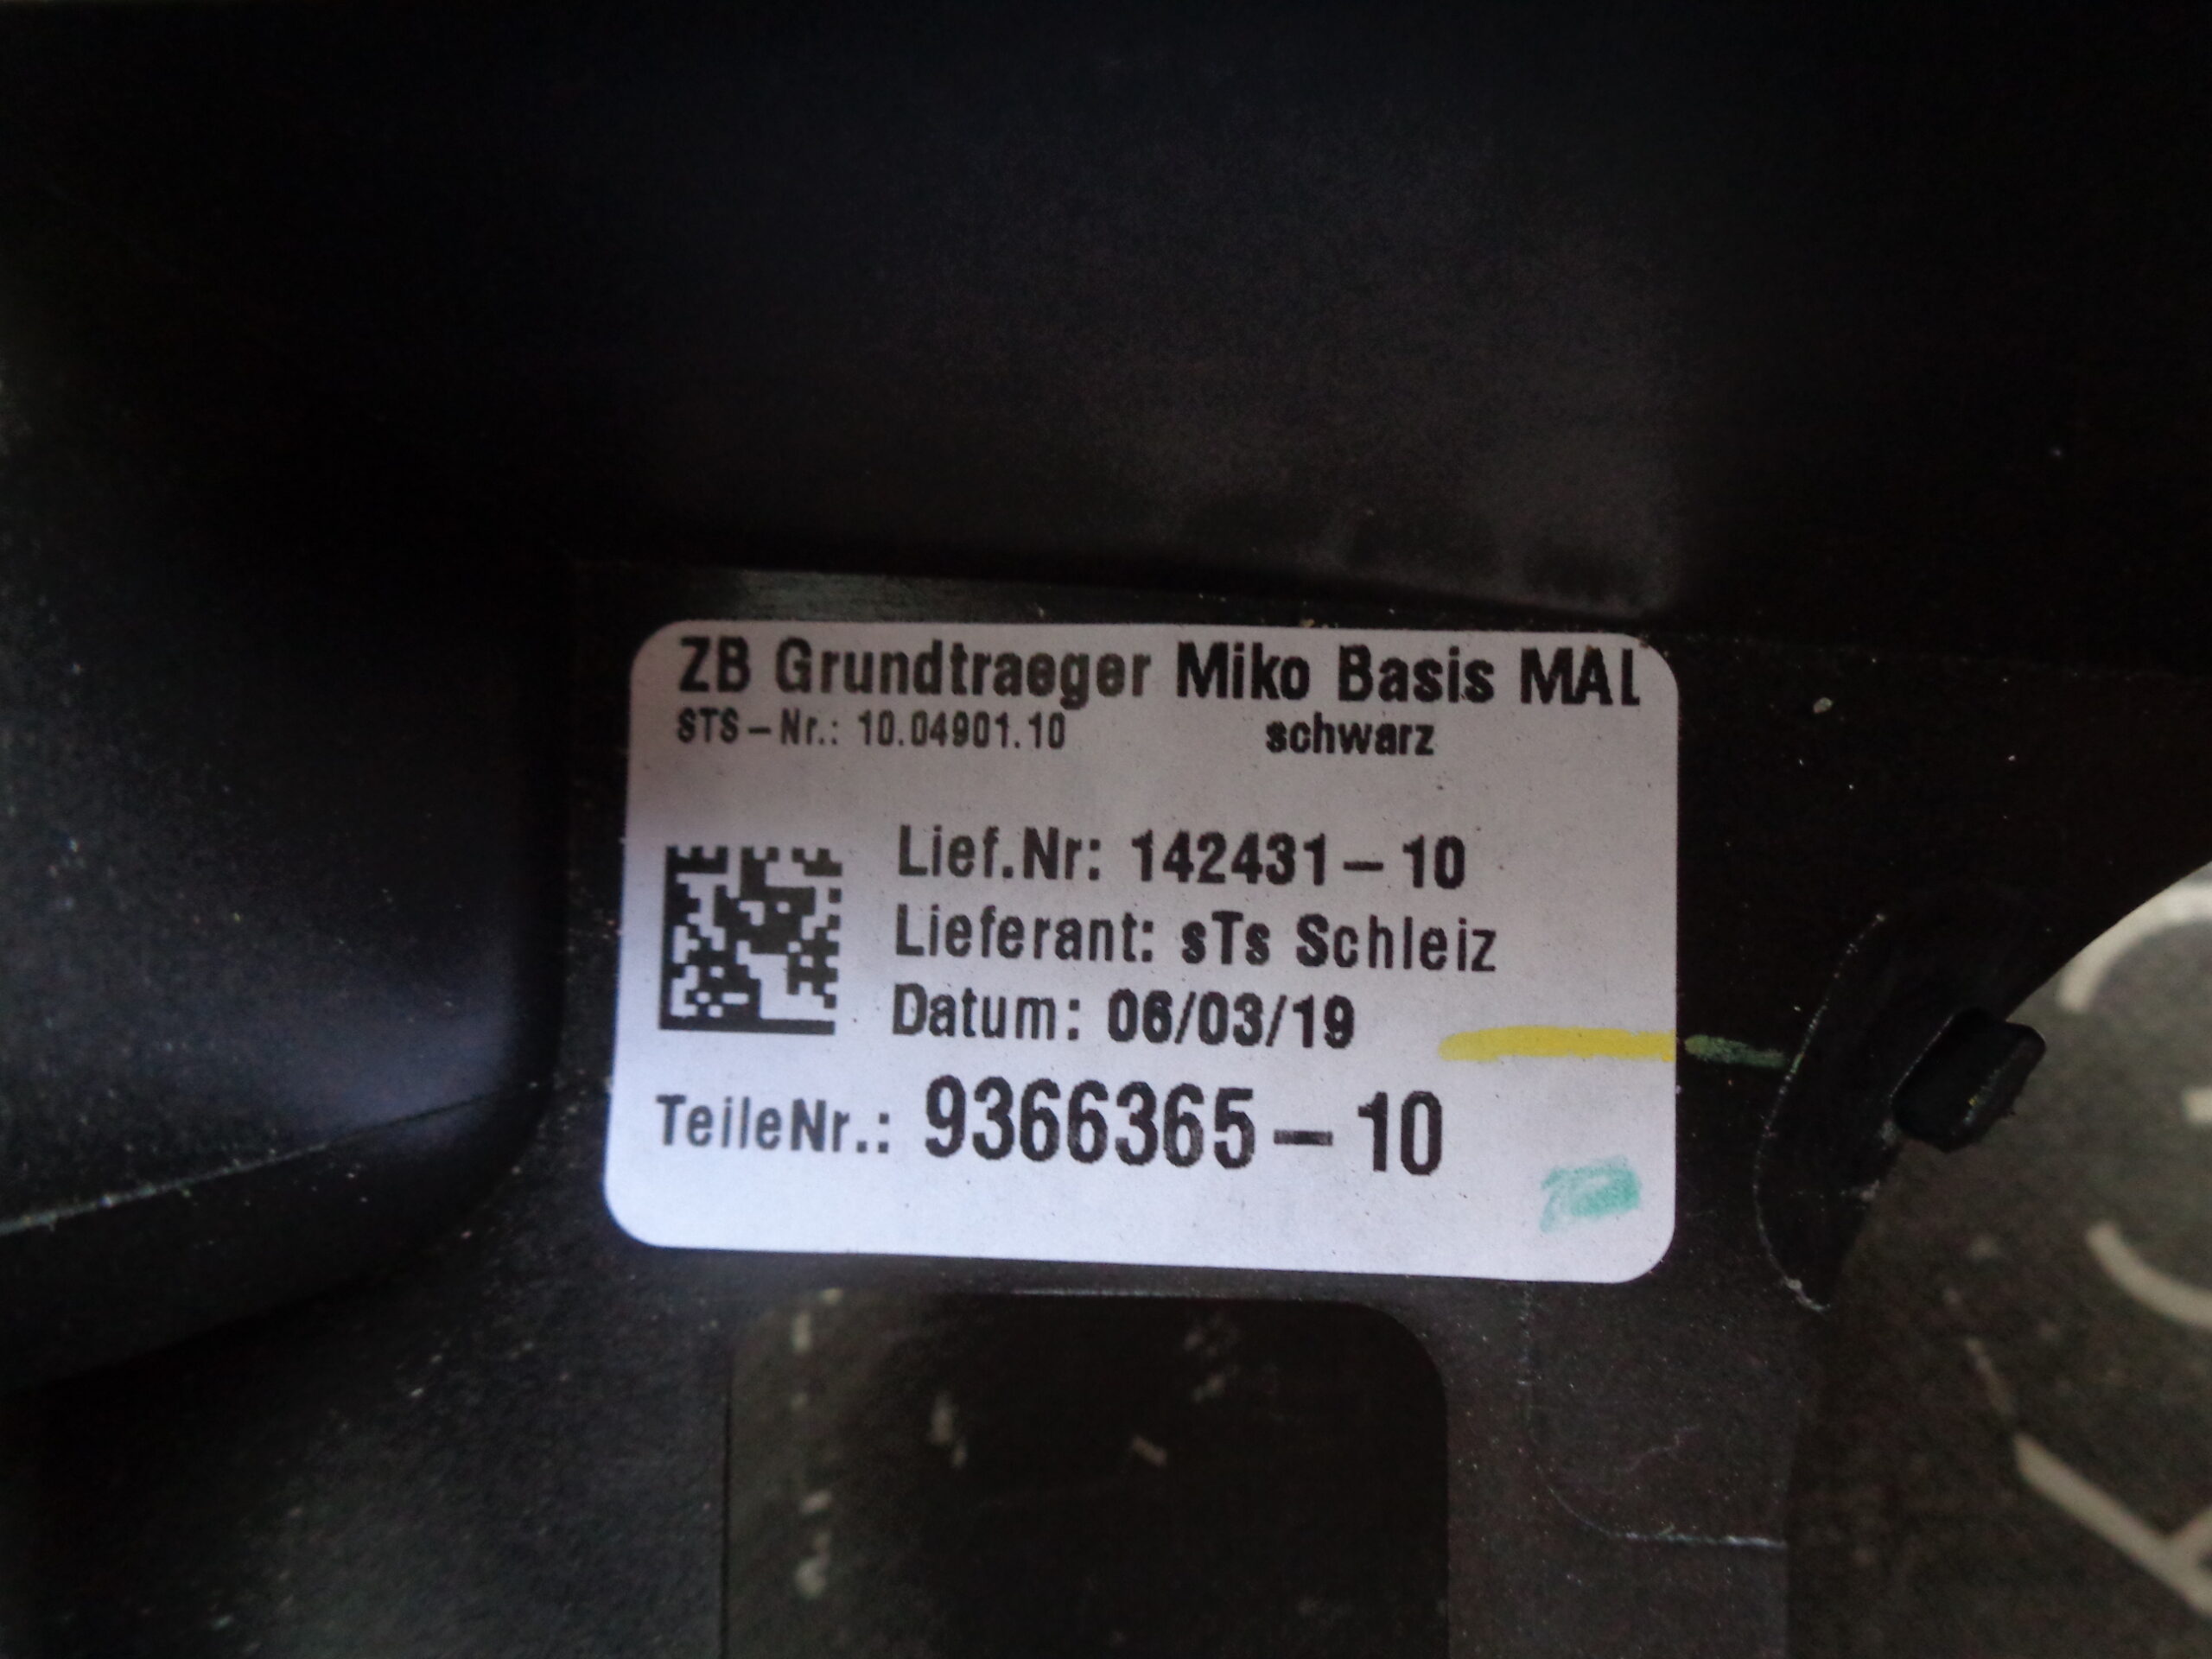 ZB Grundtraeger Miko Basis MAL
STS-Nr.: 10.04901.10 schwarz
Lief.Nr: 142431-10
Lieferant: sTs Schleiz
Datum: 06/03/19
TeileNr.: 9366365-10